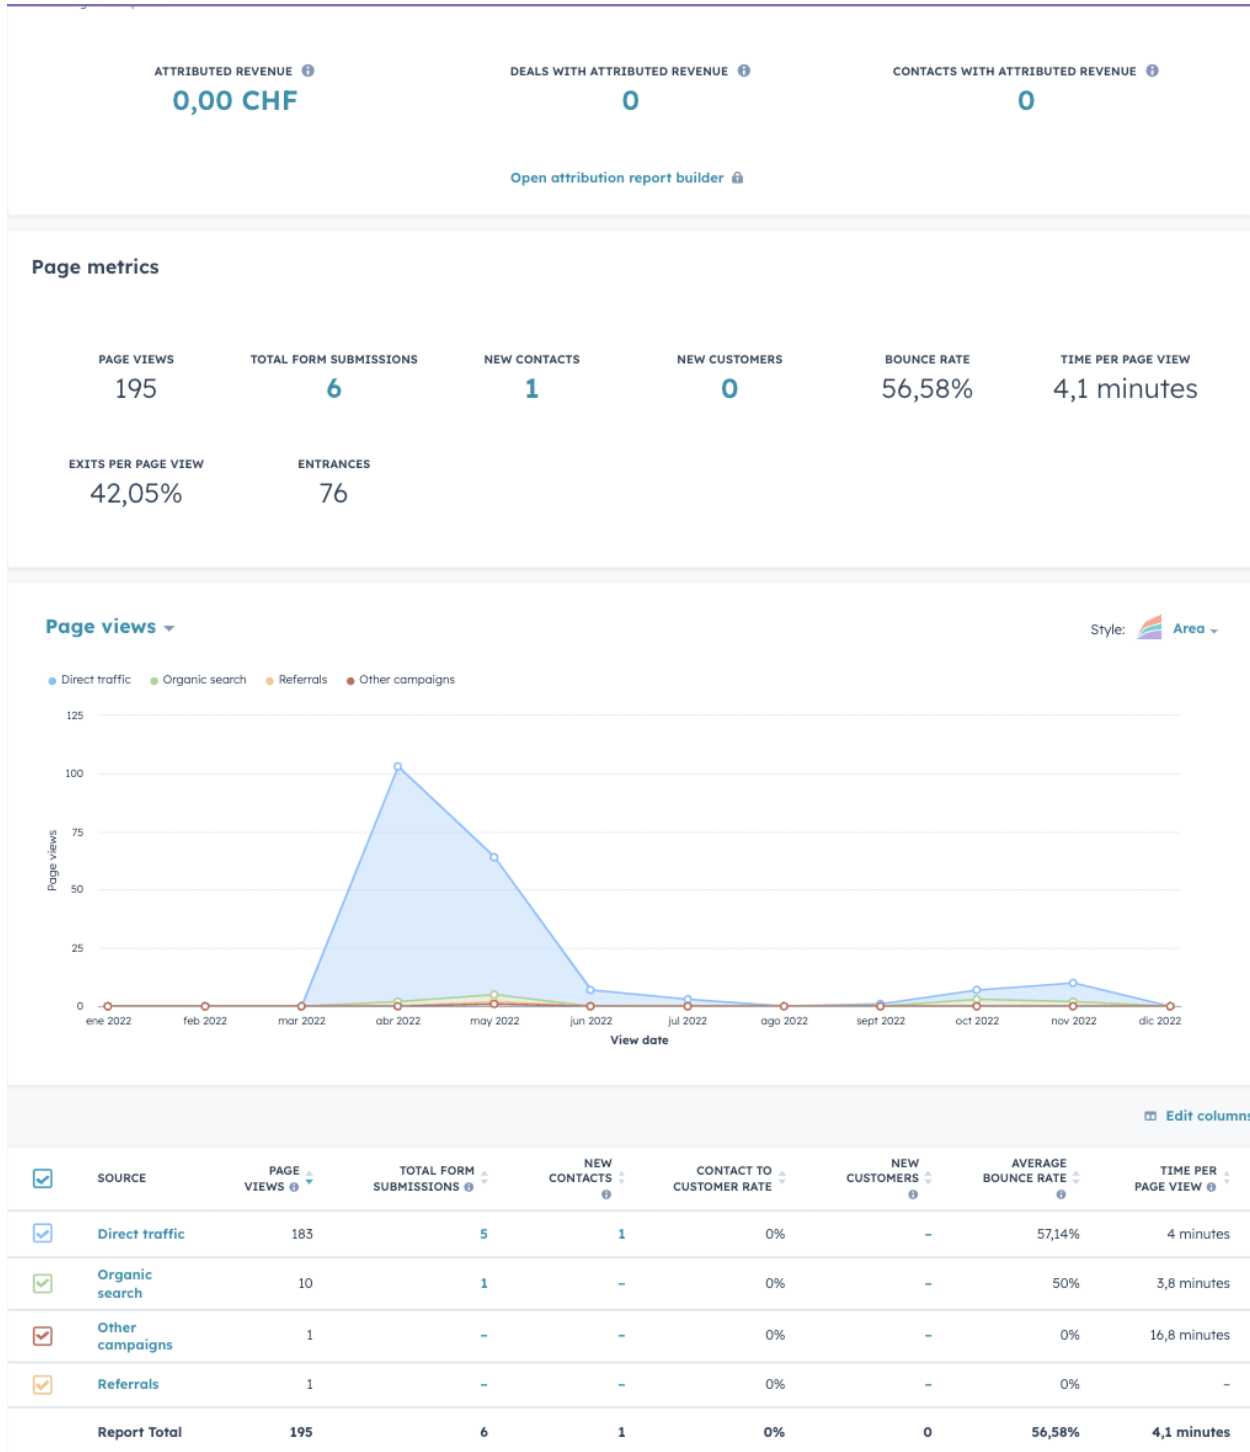 ATTRIBUTED REVENUE
DEALS WITH ATTRIBUTED REVENUE
CONTACTS WITH ATTRIBUTED REVENUE
0,00 CHF
0
0
Open attribution report builder
Page metrics
PAGE VIEWS
TOTAL FORM SUBMISSIONS
NEW CONTACTS
NEW CUSTOMERS
BOUNCE RATE
TIME PER PAGE VIEW
195
6
1
0
56,58%
4,1 minutes
EXITS PER PAGE VIEW
ENTRANCES
42,05%
76
Page views
Style:
Area
Direct traffic
Organic search
Referrals
Other campaigns
125
100
75
50
25
0
Page views
ene 2022
feb 2022
mar 2022
abr 2022
may 2022
jun 2022
jul 2022
ago 2022
sept 2022
oct 2022
nov 2022
dic 2022
View date
Edit columns
SOURCE
PAGE
VIEWS
TOTAL FORM
SUBMISSIONS
NEW
CONTACTS
CONTACT TO
CUSTOMER RATE
NEW
CUSTOMERS
AVERAGE
BOUNCE RATE
TIME PER
PAGE VIEW
Direct traffic 183 5 1 0% – 57,14% 4 minutes
Organic
search 10 1 – 0% – 50% 3,8 minutes
Other
campaigns 1 – – 0% – 0% 16,8 minutes
Referrals 1 – – 0% – 0% –
Report Total 195 6 1 0% 0 56,58% 4,1 minutes